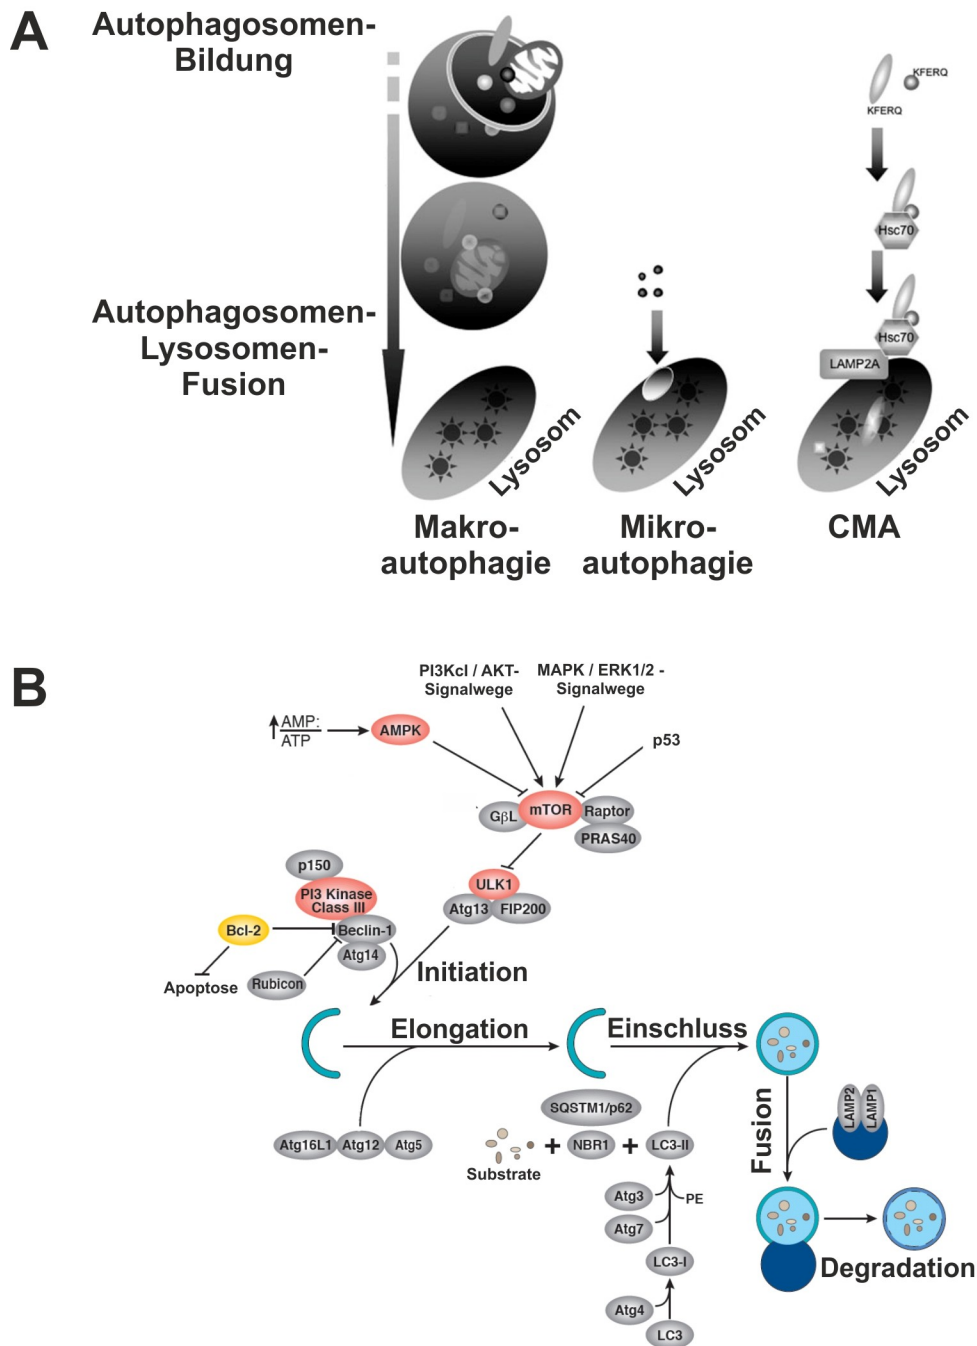 A
Autophagosomen-
Bildung
Autophagosomen-
Lysosomen-
Fusion
KFERQ
KFERQ
Hsc70
Hsc70
LAMP2A
Lysosom
Lysosom
Lysosom
Makro-
autophagie
Mikro-
autophagie
CMA
B
PI3KcI / AKT-
Signalwege
MAPK / ERK1/2 -
Signalwege
AMP:
ATP
AMPK
p53
GβL
mTOR
Raptor
PRAS40
p150
PI3 Kinase
Class III
ULK1
Atg13
FIP200
Bcl-2
Beclin-1
Atg14
Apoptose
Rubicon
Initiation
Elongation
Einschluss
SQSTM1/p62
Atg16L1
Atg12
Atg5
Substrate
+
NBR1
+
LC3-II
Fusion
LAMP2
LAMP1
Atg3
PE
Atg7
LC3-I
Degradation
Atg4
LC3